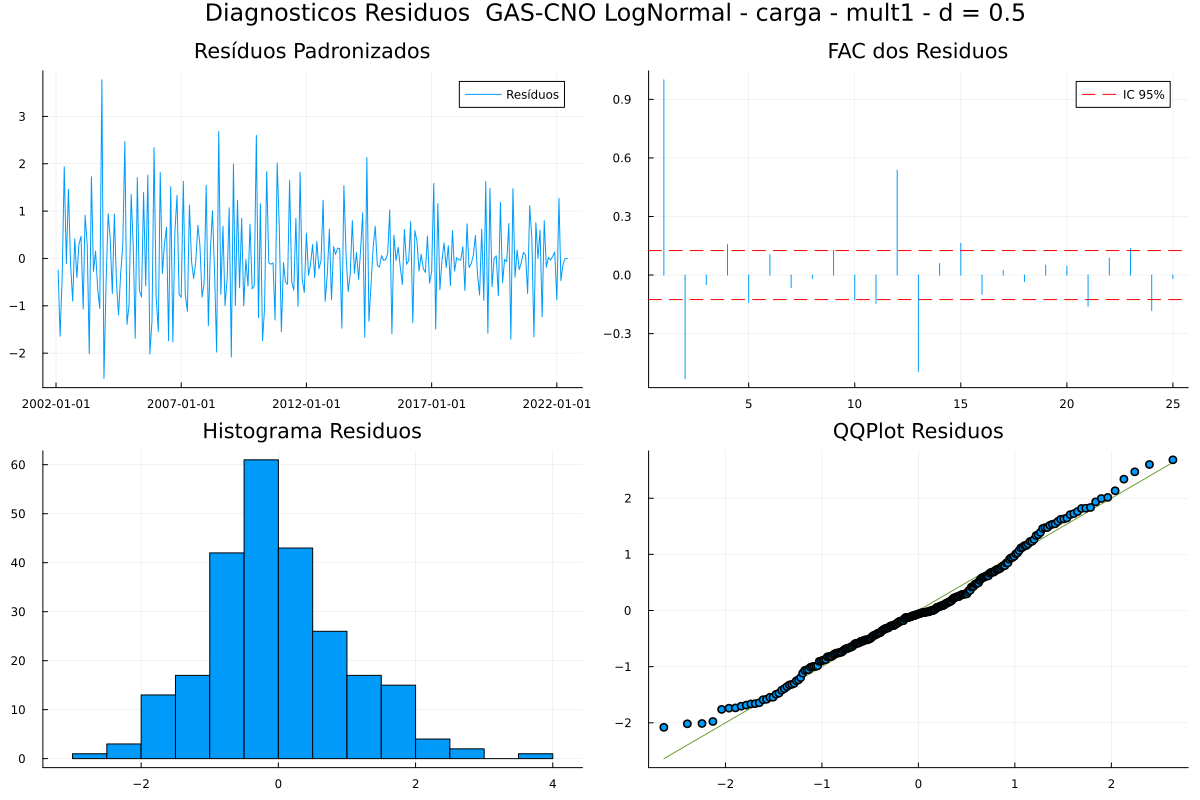 Diagnosticos Residuos  GAS-CNO LogNormal - carga - mult1 - d = 0.5
Resíduos Padronizados
Resíduos
3
2
1
0
−1
−2
2002-01-01 2007-01-01 2012-01-01 2017-01-01 2022-01-01
FAC dos Residuos
IC 95%
0.9
0.6
0.3
0.0
−0.3
5 10 15 20 25
Histograma Residuos
60
50
40
30
20
10
0
−2 0 2 4
QQPlot Residuos
2
1
0
−1
−2
−2 −1 0 1 2